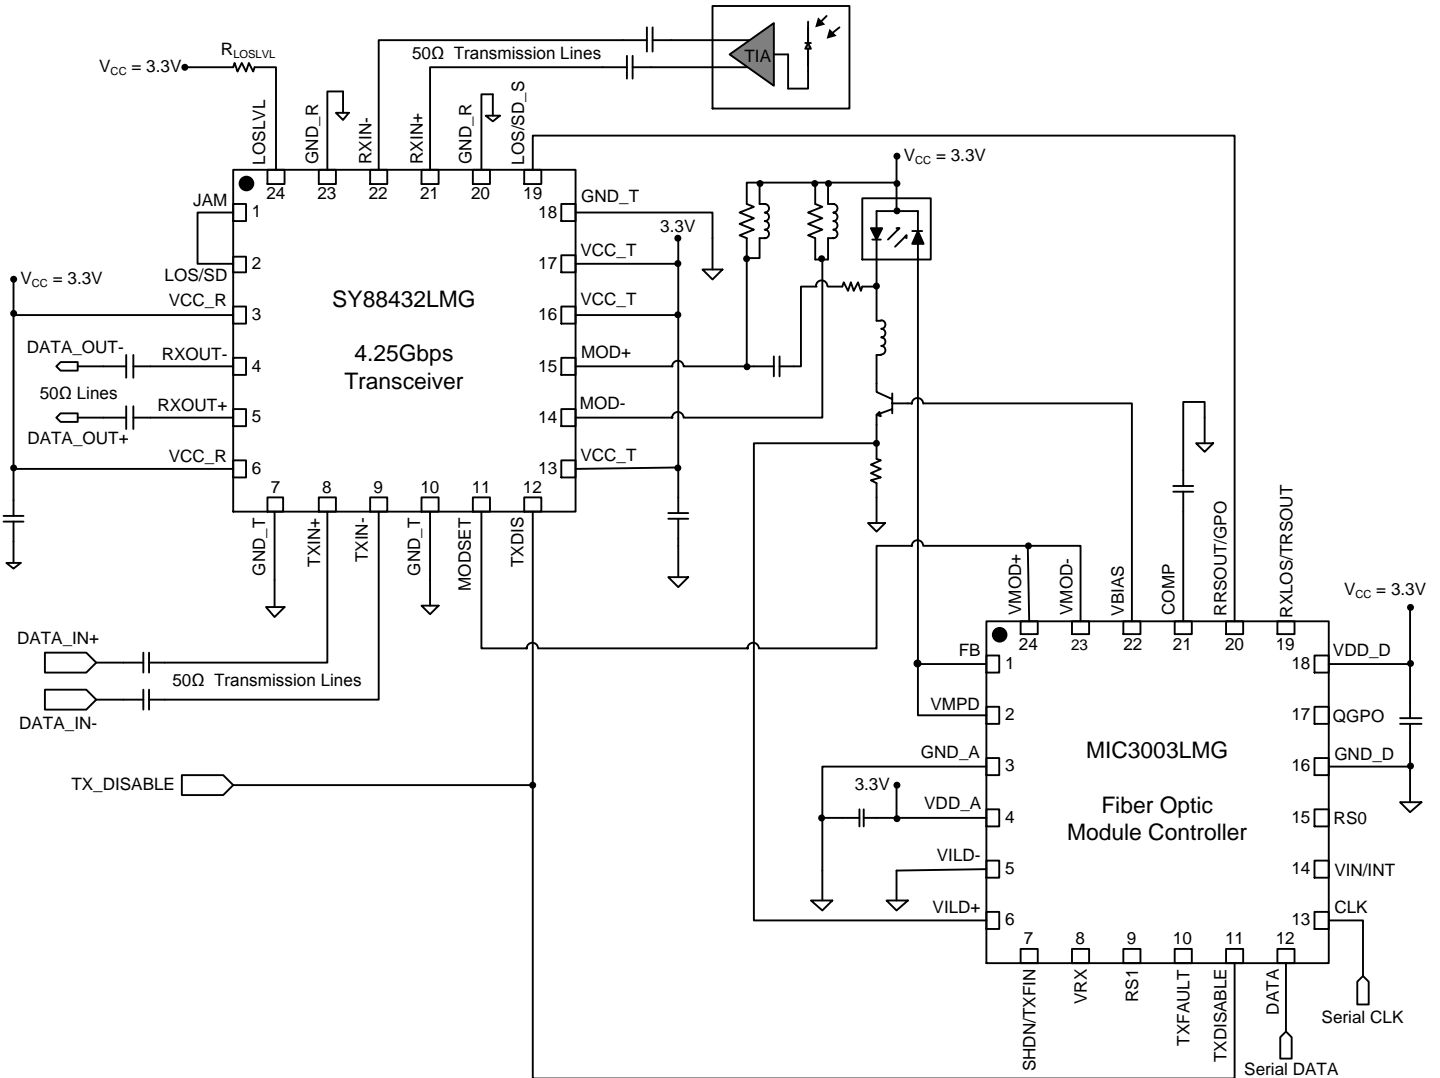 R_LOSLVL
V_CC = 3.3V
50Ω Transmission Lines
TIA
LOSLVL
GND_R
RXIN-
RXIN+
GND_R
LOS/SD_S
24
23
22
21
20
19
JAM
1
2
LOS/SD
V_CC = 3.3V
VCC_R
3
DATA_OUT-
RXOUT-
4
50Ω Lines
RXOUT+
5
DATA_OUT+
VCC_R
6
SY88432LMG
4.25Gbps
Transceiver
18
GND_T
3.3V
17
VCC_T
16
VCC_T
15
MOD+
14
MOD-
13
VCC_T
7
8
9
10
11
12
GND_T
TXIN+
TXIN-
GND_T
MODSET
TXDIS
V_CC = 3.3V
DATA_IN+
50Ω Transmission Lines
DATA_IN-
TX_DISABLE
VMOD+
VMOD-
VBIAS
COMP
RRSOUT/GPO
RXLOS/TRSOUT
24
23
22
21
20
19
V_CC = 3.3V
FB
1
VMPD
2
GND_A
3
3.3V
VDD_A
4
VILD-
5
VILD+
6
MIC3003LMG
Fiber Optic
Module Controller
18
VDD_D
17
QGPO
16
GND_D
15
RS0
14
VIN/INT
13
CLK
7
8
9
10
11
12
SHDN/TXFIN
VRX
RS1
TXFAULT
TXDISABLE
DATA
Serial CLK
Serial DATA